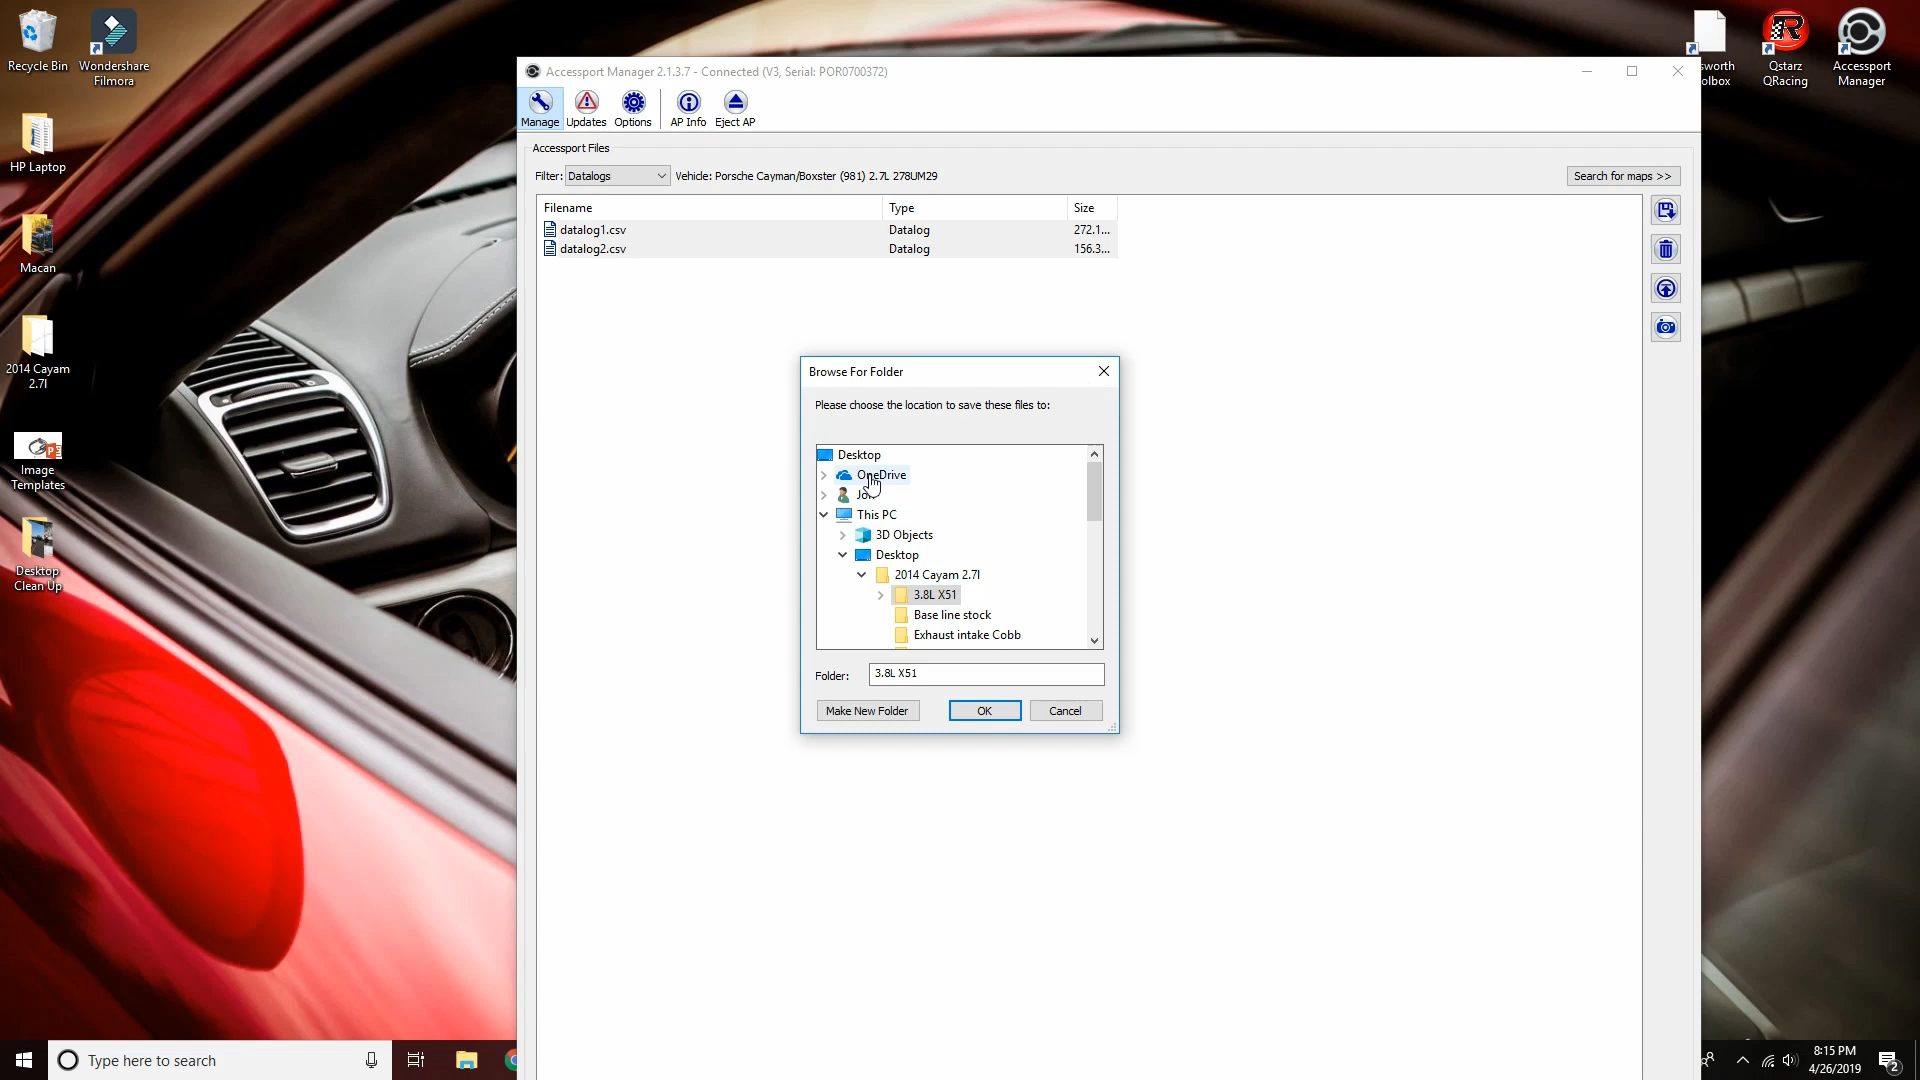 Recycle Bin
Wondershare
Filmora
HP Laptop
Macan
2014 Cayam
2.7l
Image
Templates
Desktop
Clean Up
sworth
olbox
Qstarz
QRacing
Accessport
Manager
Accessport Manager 2.1.3.7 - Connected (V3, Serial: POR0700372)
Manage
Updates
Options
AP Info
Eject AP
Accessport Files
Filter: Datalogs
Vehicle: Porsche Cayman/Boxster (981) 2.7L 278UM29
Search for maps >>
Filename Type Size
datalog1.csv Datalog 272.1...
datalog2.csv Datalog 156.3...
Browse For Folder
Please choose the location to save these files to:
Desktop
OneDrive
This PC
3D Objects
Desktop
2014 Cayam 2.7l
3.8L X51
Base line stock
Exhaust intake Cobb
Folder: 3.8L X51
Make New Folder
OK
Cancel
Type here to search
8:15 PM
4/26/2019
2